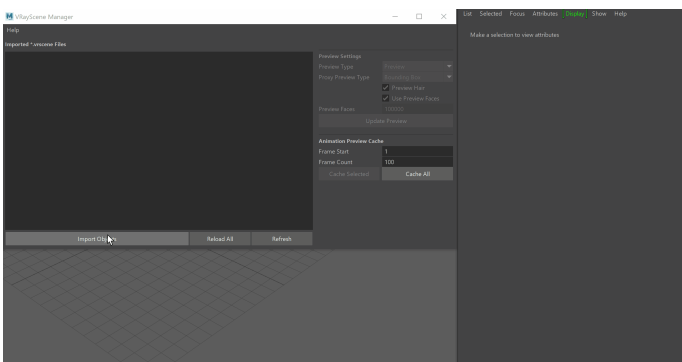 VRayScene Manager
Help
Imported *.vrscene Files
Preview Settings
Preview Type Preview
Proxy Preview Type Bounding Box
Preview Hair
Use Preview Faces
Preview Faces 100000
Update Preview
Animation Preview Cache
Frame Start 1
Frame Count 100
Cache Selected Cache All
Import Objects Reload All Refresh
List Selected Focus Attributes Display Show Help
Make a selection to view attributes